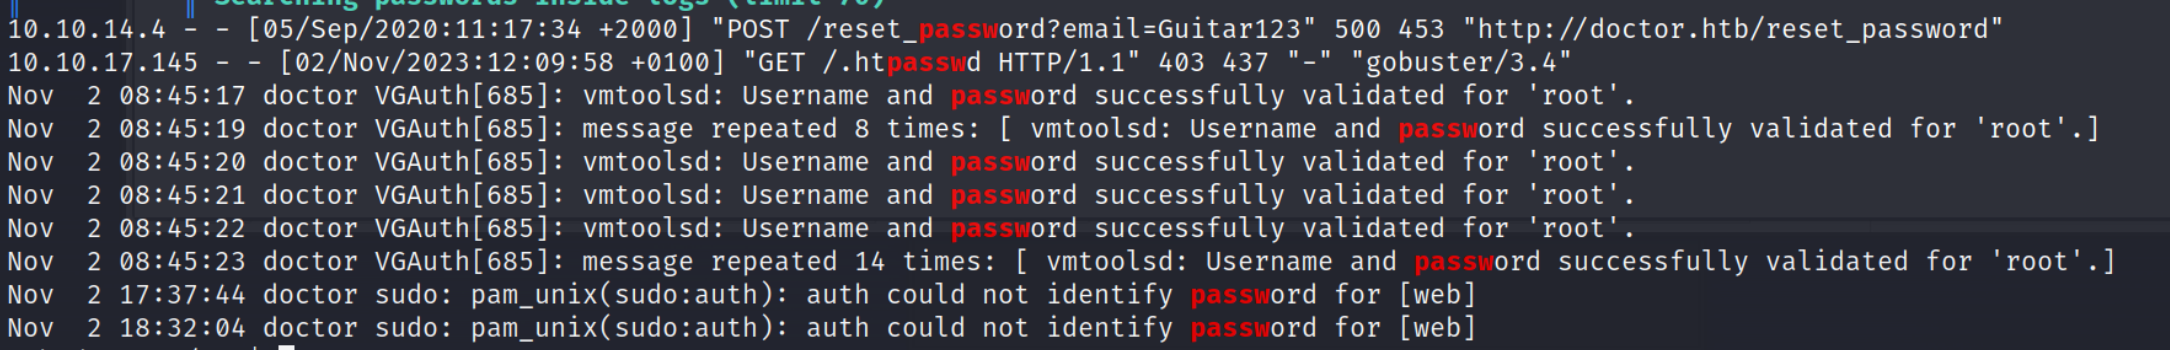 Searching passwords inside logs (limit 70)
10.10.14.4 - - [05/Sep/2020:11:17:34 +2000] "POST /reset_password?email=Guitar123" 500 453 "http://doctor.htb/reset_password"
10.10.17.145 - - [02/Nov/2023:12:09:58 +0100] "GET /.htpasswd HTTP/1.1" 403 437 "-" "gobuster/3.4"
Nov  2 08:45:17 doctor VGAuth[685]: vmtoolsd: Username and password successfully validated for 'root'.
Nov  2 08:45:19 doctor VGAuth[685]: message repeated 8 times: [ vmtoolsd: Username and password successfully validated for 'root'.]
Nov  2 08:45:20 doctor VGAuth[685]: vmtoolsd: Username and password successfully validated for 'root'.
Nov  2 08:45:21 doctor VGAuth[685]: vmtoolsd: Username and password successfully validated for 'root'.
Nov  2 08:45:22 doctor VGAuth[685]: vmtoolsd: Username and password successfully validated for 'root'.
Nov  2 08:45:23 doctor VGAuth[685]: message repeated 14 times: [ vmtoolsd: Username and password successfully validated for 'root'.]
Nov  2 17:37:44 doctor sudo: pam_unix(sudo:auth): auth could not identify password for [web]
Nov  2 18:32:04 doctor sudo: pam_unix(sudo:auth): auth could not identify password for [web]